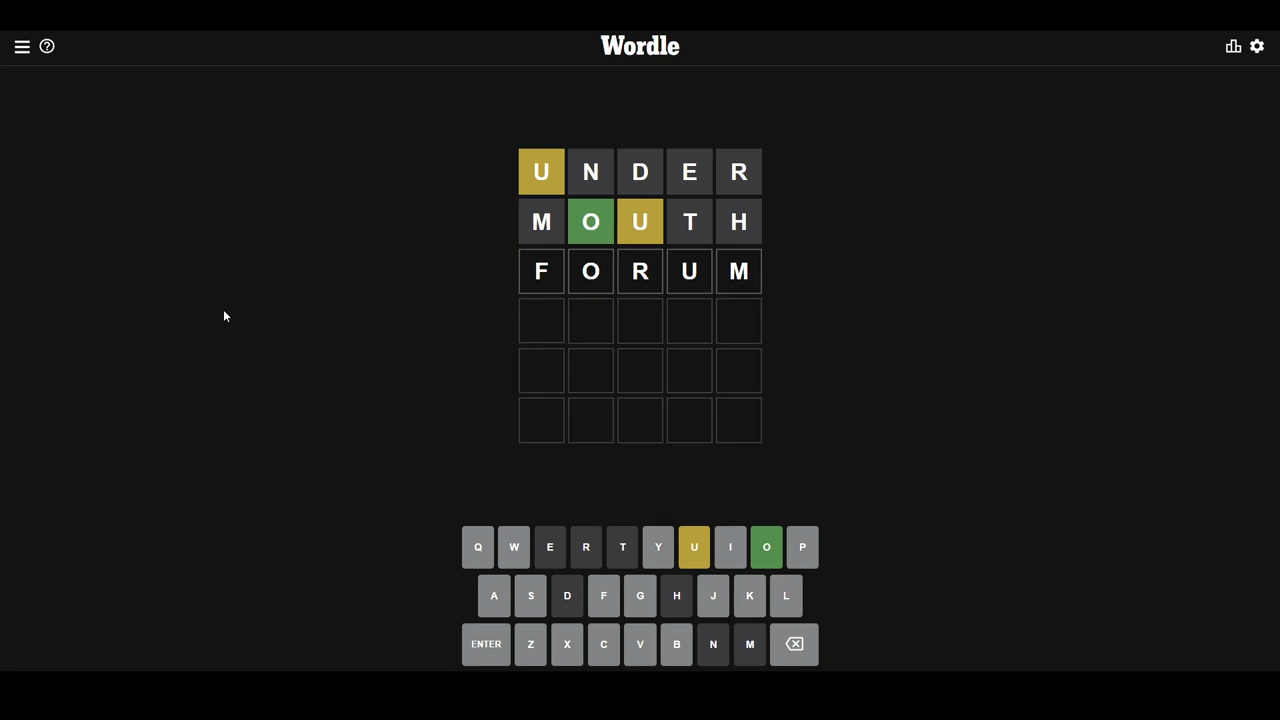 Wordle
U N D E R
M O U T H
F O R U M
Q W E R T Y U I O P
A S D F G H J K L
ENTER Z X C V B N M